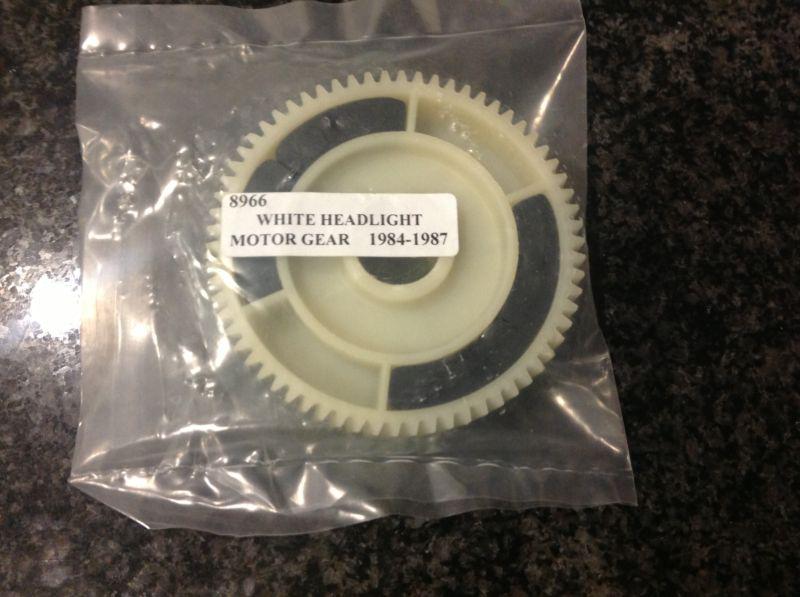 8966
WHITE HEADLIGHT
MOTOR GEAR 1984-1987